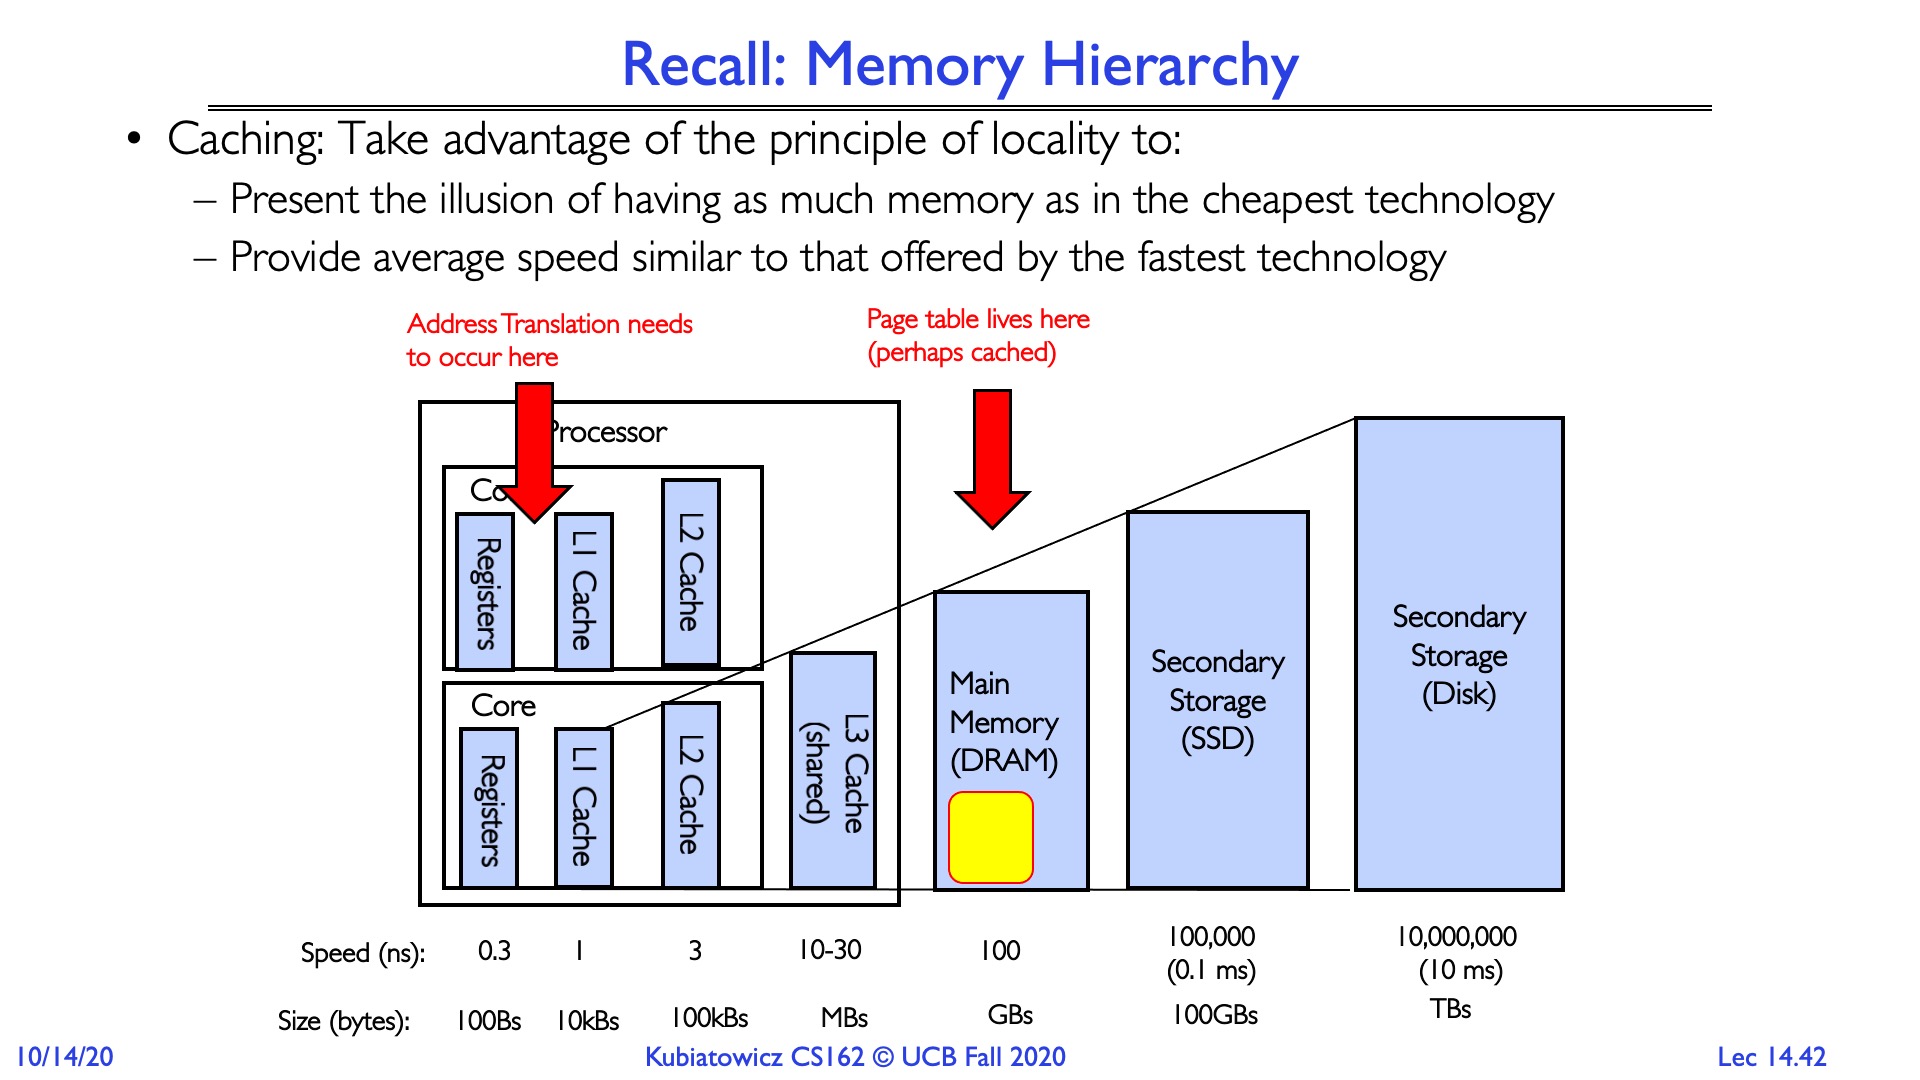 Recall: Memory Hierarchy
• Caching: Take advantage of the principle of locality to:
– Present the illusion of having as much memory as in the cheapest technology
– Provide average speed similar to that offered by the fastest technology
Address Translation needs
to occur here
Page table lives here
(perhaps cached)
Processor
Registers
L1 Cache
L2 Cache
Core
Registers
L1 Cache
L2 Cache
L3 Cache
(shared)
Main
Memory
(DRAM)
Secondary
Storage
(SSD)
Secondary
Storage
(Disk)
Speed (ns): 0.3 1 3 10-30 100 100,000 10,000,000
(0.1 ms) (10 ms)
Size (bytes): 100Bs 10kBs 100kBs MBs GBs 100GBs TBs
10/14/20 Kubiatowicz CS162 © UCB Fall 2020 Lec 14.42